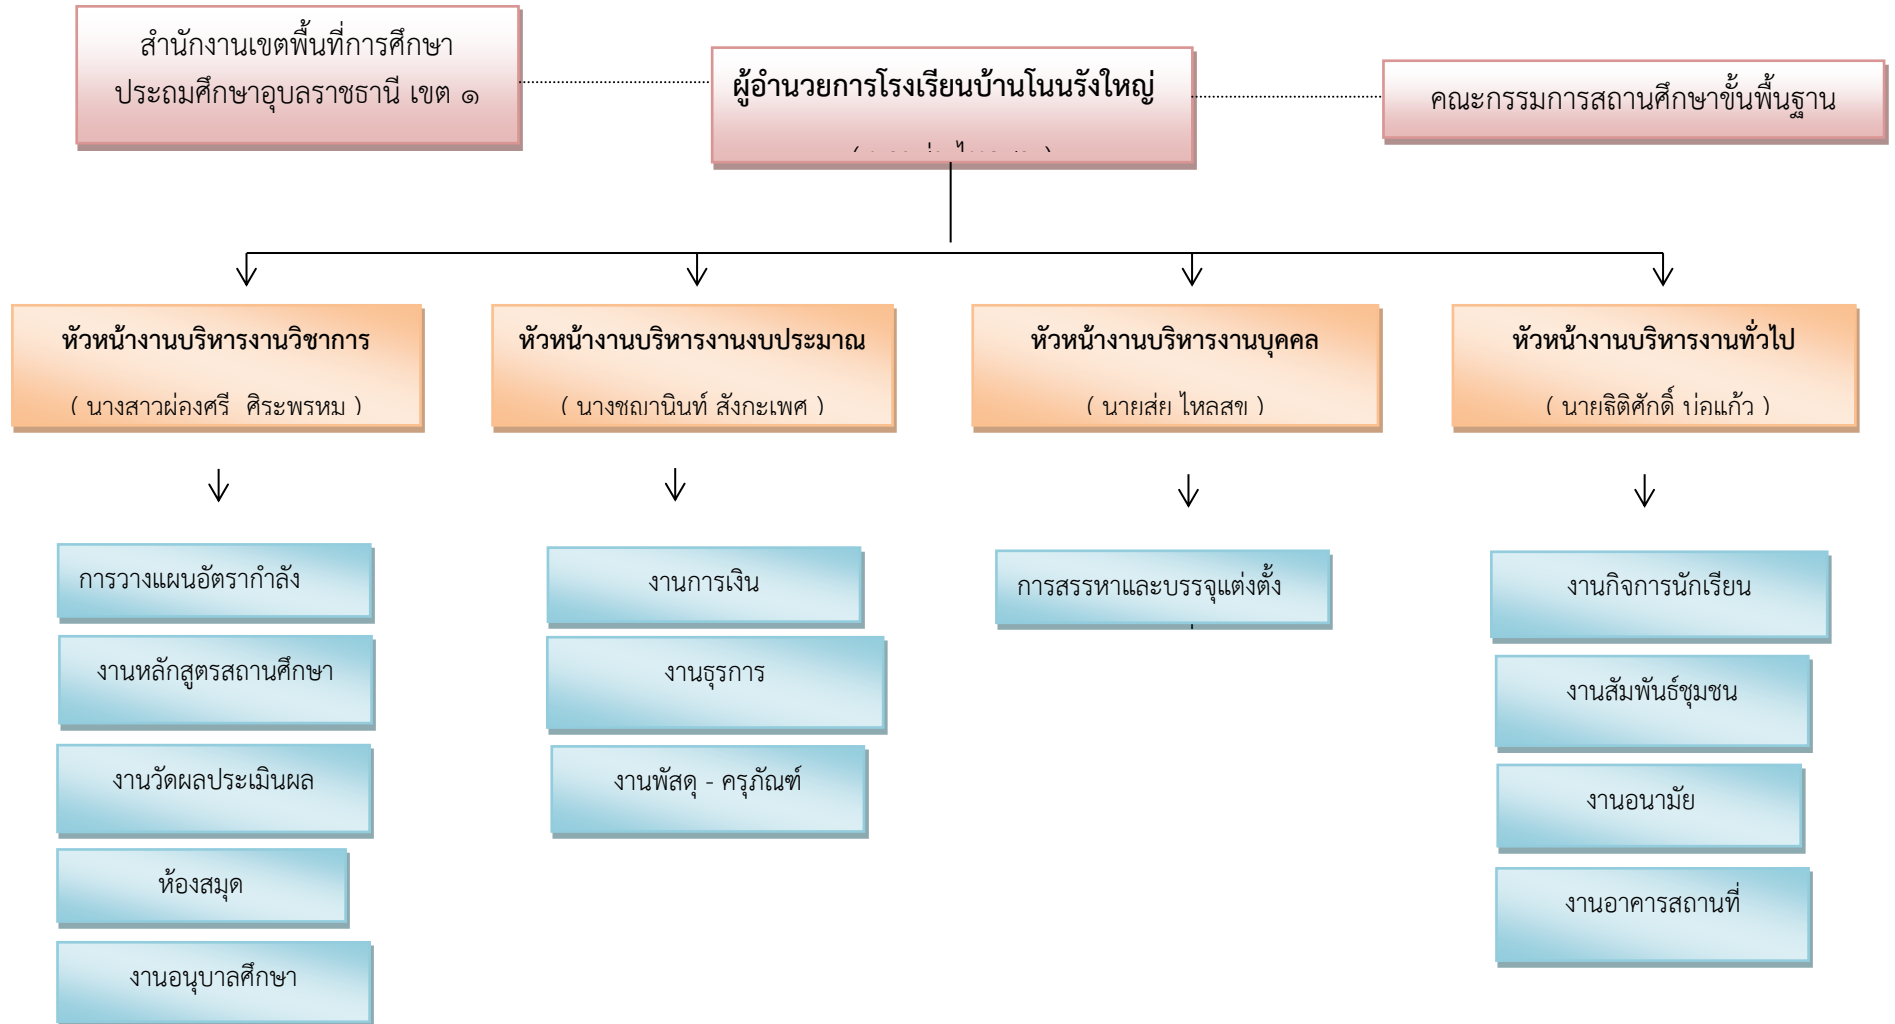 สำนักงานเขตพื้นที่การศึกษา
ประถมศึกษาอุบลราชธานี เขต ๑
ผู้อำนวยการโรงเรียนบ้านโนนรังใหญ่
คณะกรรมการสถานศึกษาขั้นพื้นฐาน
หัวหน้างานบริหารงานวิชาการ
( นางสาวผ่องศรี ศิระพรหม )
หัวหน้างานบริหารงานงบประมาณ
( นางชญานินท์ สังกะเพศ )
หัวหน้างานบริหารงานบุคคล
( นายส่ย ไหลสุข )
หัวหน้างานบริหารงานทั่วไป
( นายธิติศักดิ์ บ่อแก้ว )
การวางแผนอัตรากำลัง
งานหลักสูตรสถานศึกษา
งานวัดผลประเมินผล
ห้องสมุด
งานอนุบาลศึกษา
งานการเงิน
งานธุรการ
งานพัสดุ - ครุภัณฑ์
การสรรหาและบรรจุแต่งตั้ง
งานกิจการนักเรียน
งานสัมพันธ์ชุมชน
งานอนามัย
งานอาคารสถานที่